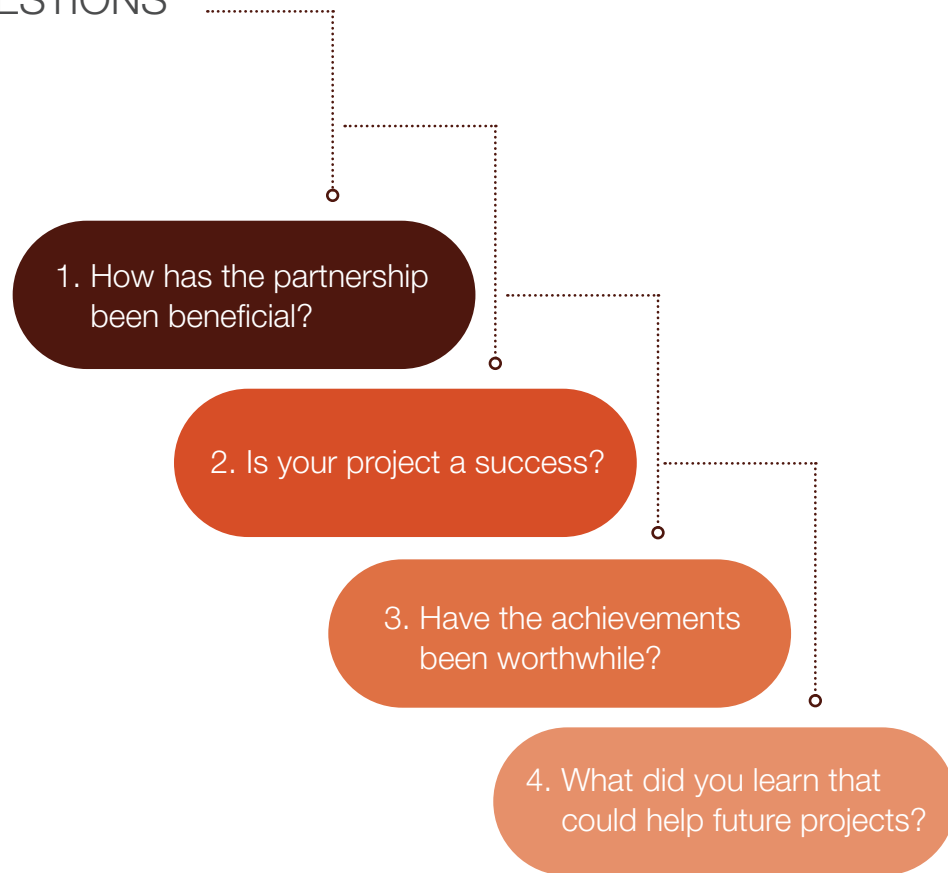 ESTIONS
1. How has the partnership
been beneficial?
2. Is your project a success?
3. Have the achievements
been worthwhile?
4. What did you learn that
could help future projects?